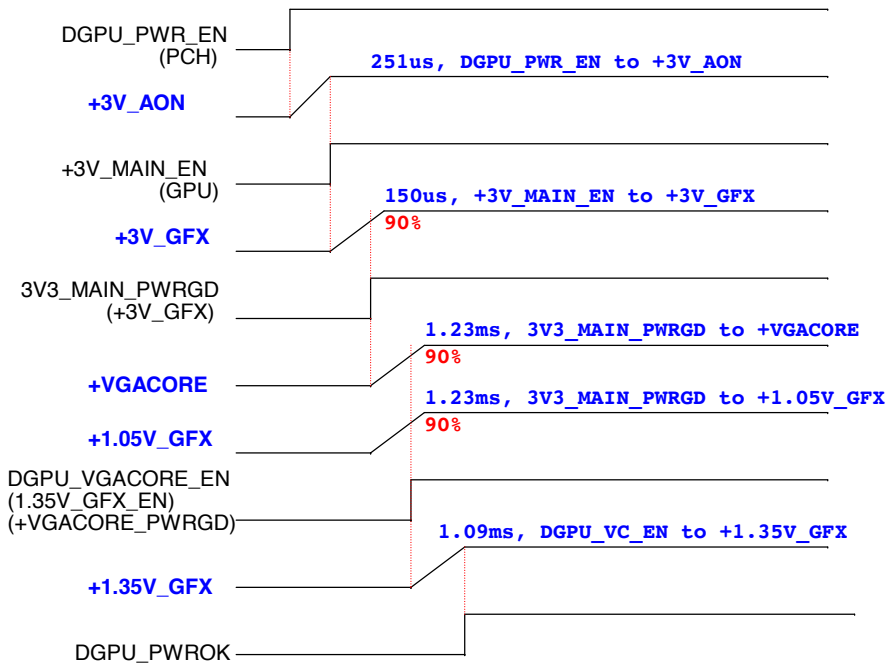 DGPU_PWR_EN
(PCH)
251us, DGPU_PWR_EN to +3V_AON
+3V_AON
+3V_MAIN_EN
(GPU)
150us, +3V_MAIN_EN to +3V_GFX
90%
+3V_GFX
3V3_MAIN_PWRGD
(+3V_GFX)
1.23ms, 3V3_MAIN_PWRGD to +VGACORE
90%
+VGACORE
1.23ms, 3V3_MAIN_PWRGD to +1.05V_GFX
90%
+1.05V_GFX
DGPU_VGACORE_EN
(1.35V_GFX_EN)
(+VGACORE_PWRGD)
1.09ms, DGPU_VC_EN to +1.35V_GFX
+1.35V_GFX
DGPU_PWROK